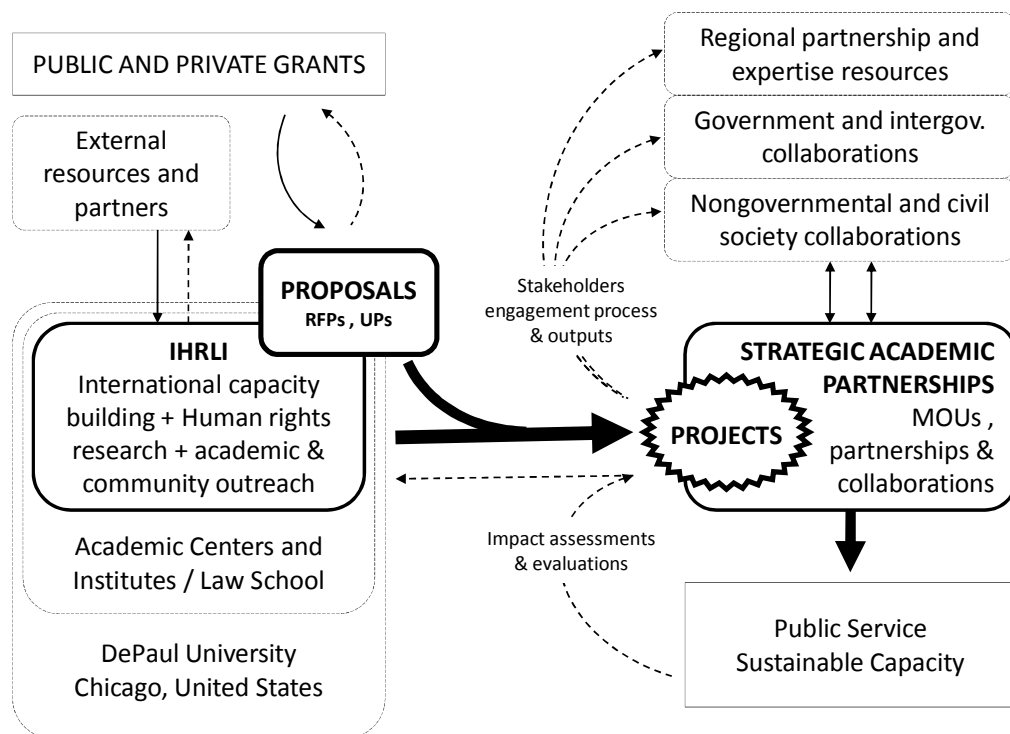 PUBLIC AND PRIVATE GRANTS
External
resources and
partners
PROPOSALS
RFPs , UPs
IHRLI
International capacity
building + Human rights
research + academic &
community outreach
Academic Centers and
Institutes / Law School
DePaul University
Chicago, United States
Regional partnership and
expertise resources
Government and intergov.
collaborations
Nongovernmental and civil
society collaborations
Stakeholders
engagement process
& outputs
STRATEGIC ACADEMIC
PARTNERSHIPS
MOUs ,
partnerships &
collaborations
PROJECTS
Impact assessments
& evaluations
Public Service
Sustainable Capacity